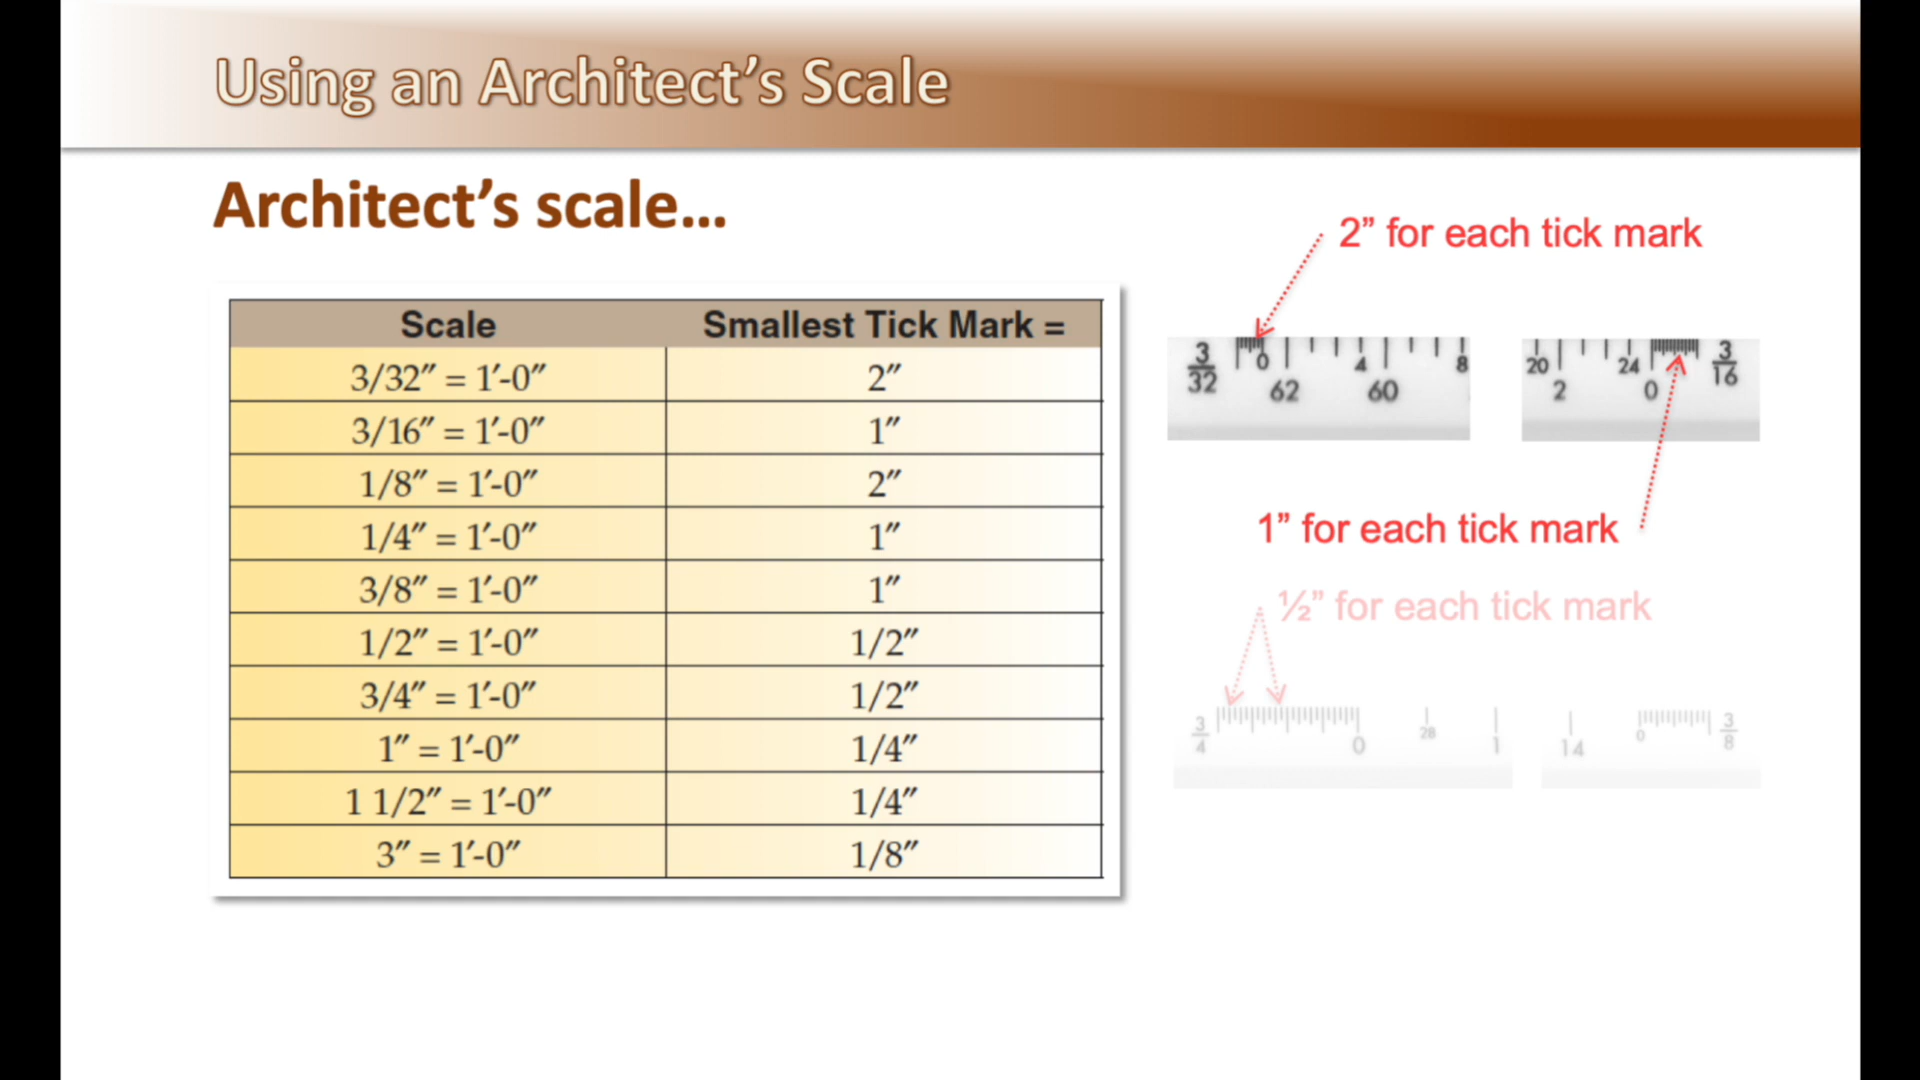 Using an Architect’s Scale
Architect’s scale...
Scale Smallest Tick Mark =
3/32″ = 1′-0″ 2″
3/16″ = 1′-0″ 1″
1/8″ = 1′-0″ 2″
1/4″ = 1′-0″ 1″
3/8″ = 1′-0″ 1″
1/2″ = 1′-0″ 1/2″
3/4″ = 1′-0″ 1/2″
1″ = 1′-0″ 1/4″
1 1/2″ = 1′-0″ 1/4″
3″ = 1′-0″ 1/8″
2” for each tick mark
3/32 0 4 8
62 60
20 24 3/16
2 0
1” for each tick mark
½” for each tick mark
3/4 0 28 1
14 0 3/8